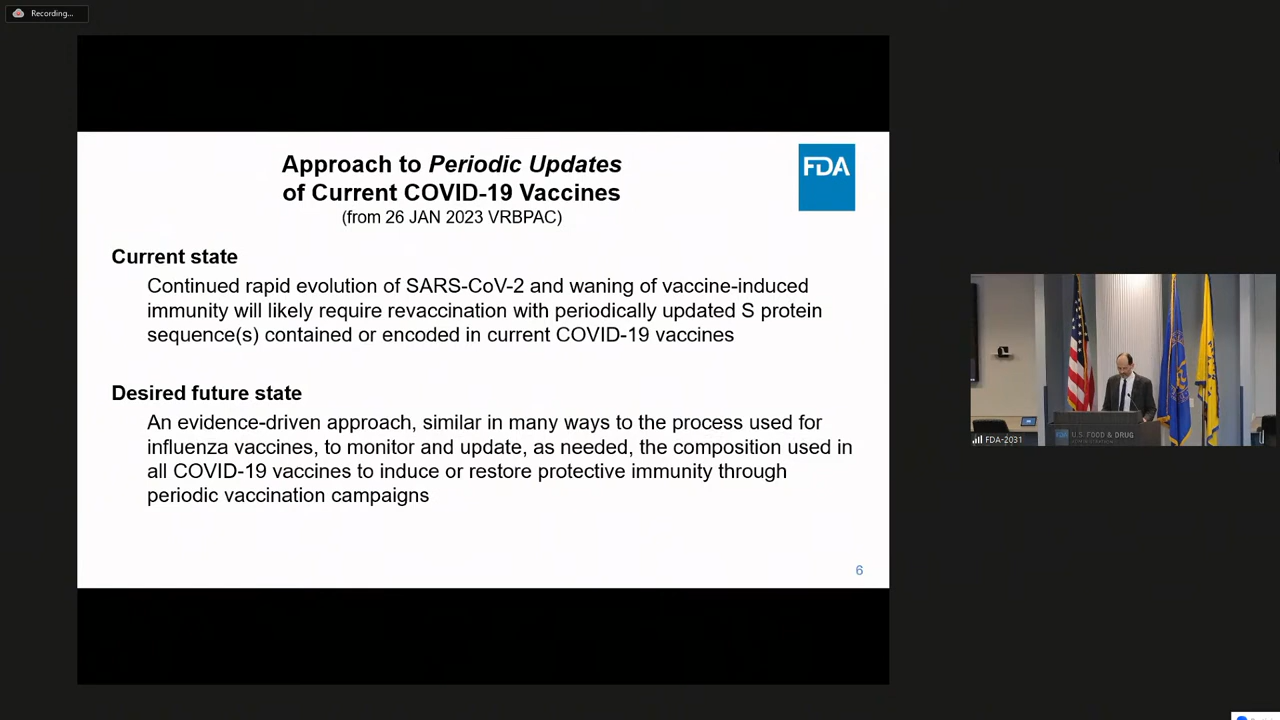 Recording...
Approach to Periodic Updates
of Current COVID-19 Vaccines
(from 26 JAN 2023 VRBPAC)
FDA
Current state
Continued rapid evolution of SARS-CoV-2 and waning of vaccine-induced
immunity will likely require revaccination with periodically updated S protein
sequence(s) contained or encoded in current COVID-19 vaccines
Desired future state
An evidence-driven approach, similar in many ways to the process used for
influenza vaccines, to monitor and update, as needed, the composition used in
all COVID-19 vaccines to induce or restore protective immunity through
periodic vaccination campaigns
6
FDA-2031
U.S. FOOD & DRUG